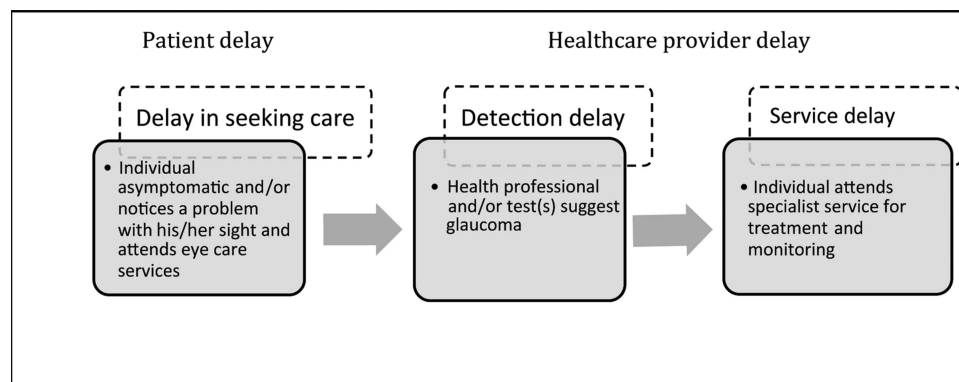 Patient delay
Healthcare provider delay
Delay in seeking care
• Individual
asymptomatic and/or
notices a problem
with his/her sight and
attends eye care
services
Detection delay
• Health professional
and/or test(s) suggest
glaucoma
Service delay
• Individual attends
specialist service for
treatment and
monitoring